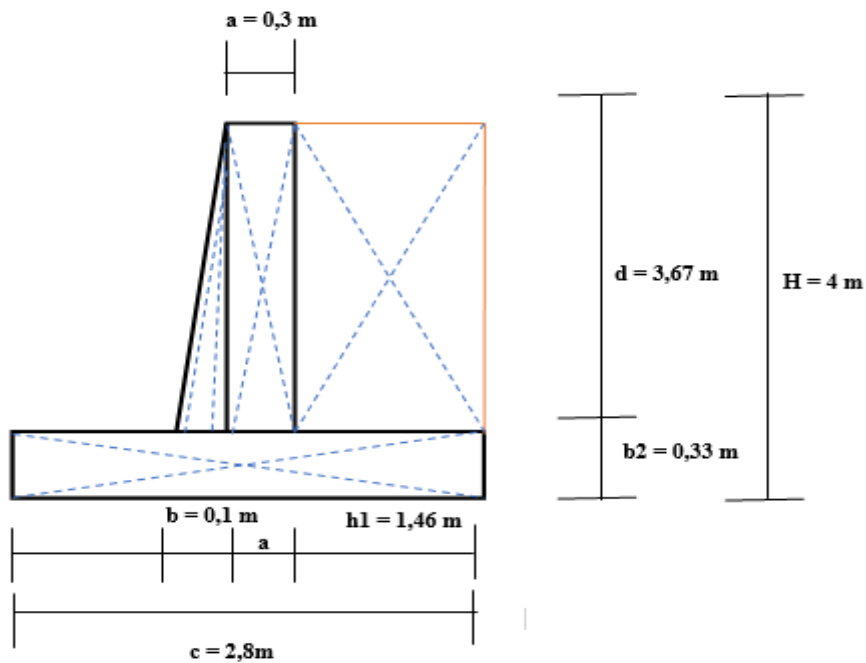 a = 0,3 m
d = 3,67 m
H = 4 m
b2 = 0,33 m
b = 0,1 m
h1 = 1,46 m
a
c = 2,8m